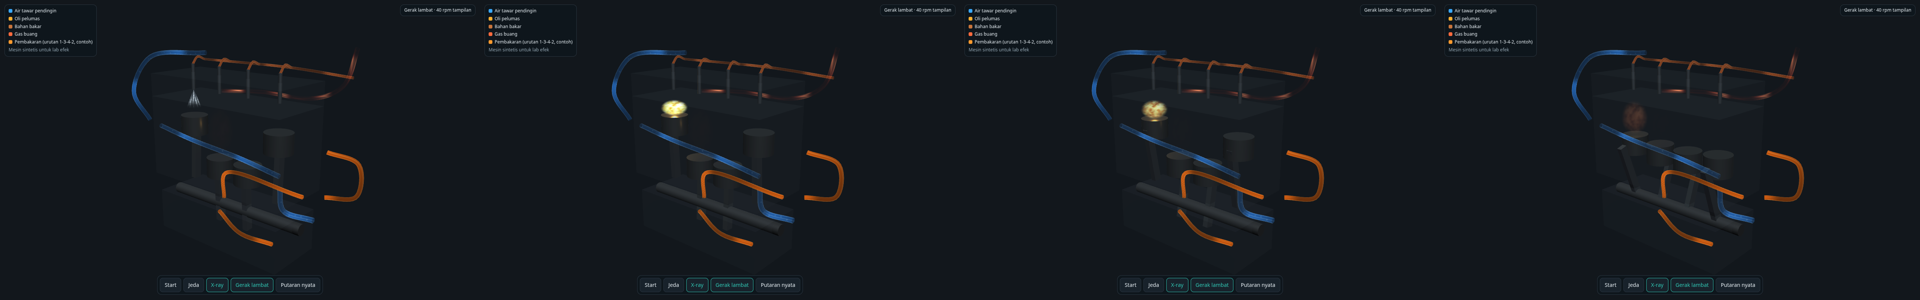 Air tawar pendingin
Oli pelumas
Bahan bakar
Gas buang
Pembakaran (urutan 1-3-4-2, contoh)
Mesin sintetis untuk lab efek
Gerak lambat · 40 rpm tampilan
Start Jeda X-ray Gerak lambat Putaran nyata
Air tawar pendingin
Oli pelumas
Bahan bakar
Gas buang
Pembakaran (urutan 1-3-4-2, contoh)
Mesin sintetis untuk lab efek
Gerak lambat · 40 rpm tampilan
Start Jeda X-ray Gerak lambat Putaran nyata
Air tawar pendingin
Oli pelumas
Bahan bakar
Gas buang
Pembakaran (urutan 1-3-4-2, contoh)
Mesin sintetis untuk lab efek
Gerak lambat · 40 rpm tampilan
Start Jeda X-ray Gerak lambat Putaran nyata
Air tawar pendingin
Oli pelumas
Bahan bakar
Gas buang
Pembakaran (urutan 1-3-4-2, contoh)
Mesin sintetis untuk lab efek
Gerak lambat · 40 rpm tampilan
Start Jeda X-ray Gerak lambat Putaran nyata